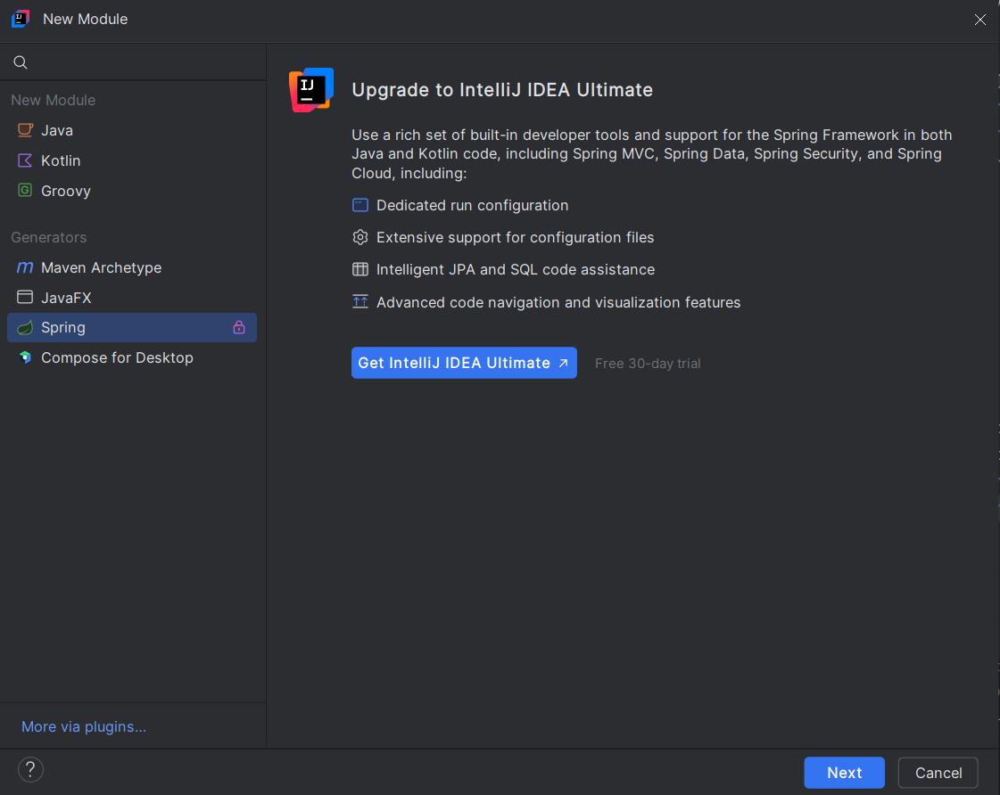 New Module
New Module
Java
Kotlin
G Groovy
Generators
m Maven Archetype
JavaFX
Spring
Compose for Desktop
More via plugins...
?
IJ
Upgrade to IntelliJ IDEA Ultimate
Use a rich set of built-in developer tools and support for the Spring Framework in both
Java and Kotlin code, including Spring MVC, Spring Data, Spring Security, and Spring
Cloud, including:
Dedicated run configuration
Extensive support for configuration files
Intelligent JPA and SQL code assistance
Advanced code navigation and visualization features
Get IntelliJ IDEA Ultimate ↗ Free 30-day trial
Next Cancel